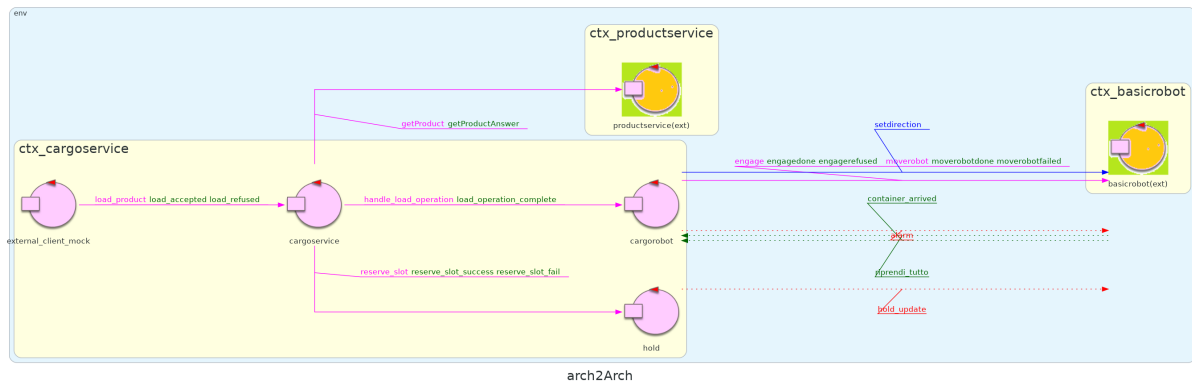 env
ctx_productservice
productservice(ext)
ctx_basicrobot
basicrobot(ext)
getProduct getProductAnswer
setdirection
ctx_cargoservice
engage engagedone engagerefused moverobot moverobotdone moverobotfailed
load_product load_accepted load_refused
handle_load_operation load_operation_complete
container_arrived
external_client_mock
cargoservice
cargorobot
alarm
reserve_slot reserve_slot_success reserve_slot_fail
riprendi_tutto
hold_update
hold
arch2Arch